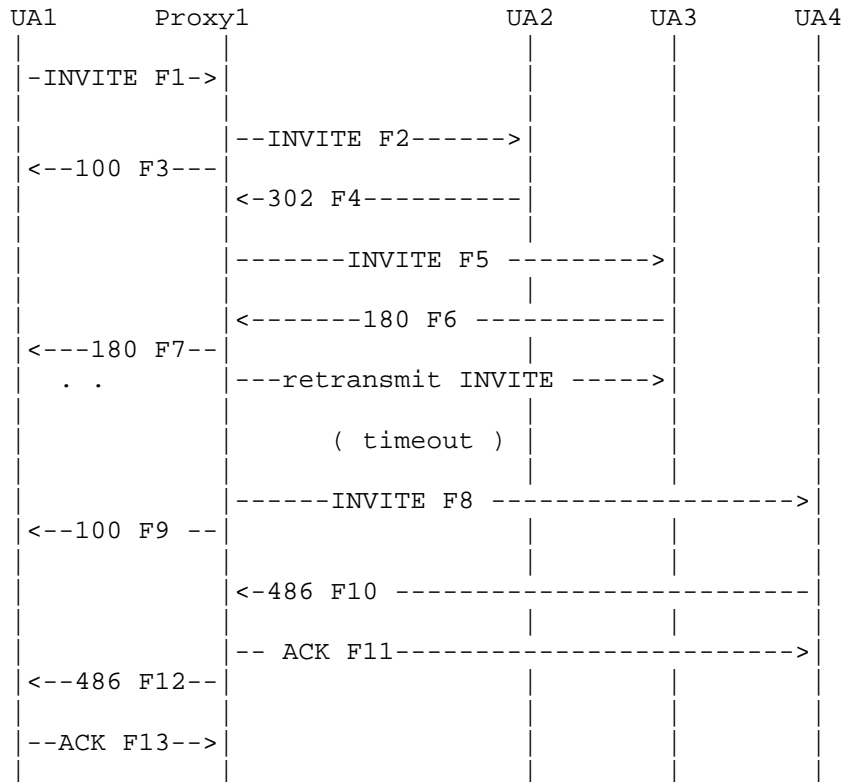 UA1 Proxy1 UA2 UA3 UA4
-INVITE F1->
--INVITE F2------>
<--100 F3---
<-302 F4----------
-------INVITE F5 --------->
<-------180 F6 ------------
<---180 F7--
. . ---retransmit INVITE ----->
( timeout )
------INVITE F8 ------------------->
<--100 F9 --
<-486 F10 --------------------------
-- ACK F11------------------------->
<--486 F12--
--ACK F13-->